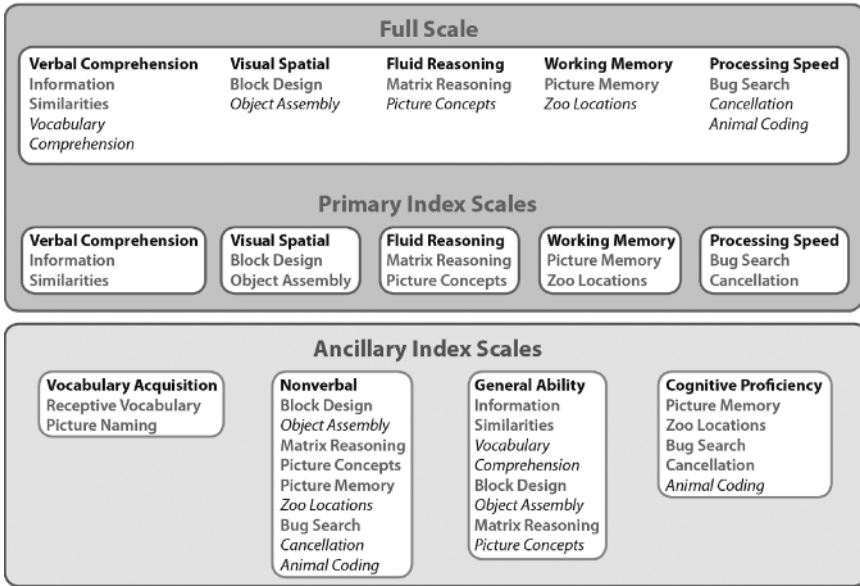 Full Scale
Verbal Comprehension
Information
Similarities
Vocabulary
Comprehension
Visual Spatial
Block Design
Object Assembly
Fluid Reasoning
Matrix Reasoning
Picture Concepts
Working Memory
Picture Memory
Zoo Locations
Processing Speed
Bug Search
Cancellation
Animal Coding
Primary Index Scales
Verbal Comprehension
Information
Similarities
Visual Spatial
Block Design
Object Assembly
Fluid Reasoning
Matrix Reasoning
Picture Concepts
Working Memory
Picture Memory
Zoo Locations
Processing Speed
Bug Search
Cancellation
Ancillary Index Scales
Vocabulary Acquisition
Receptive Vocabulary
Picture Naming
Nonverbal
Block Design
Object Assembly
Matrix Reasoning
Picture Concepts
Picture Memory
Zoo Locations
Bug Search
Cancellation
Animal Coding
General Ability
Information
Similarities
Vocabulary
Comprehension
Block Design
Object Assembly
Matrix Reasoning
Picture Concepts
Cognitive Proficiency
Picture Memory
Zoo Locations
Bug Search
Cancellation
Animal Coding